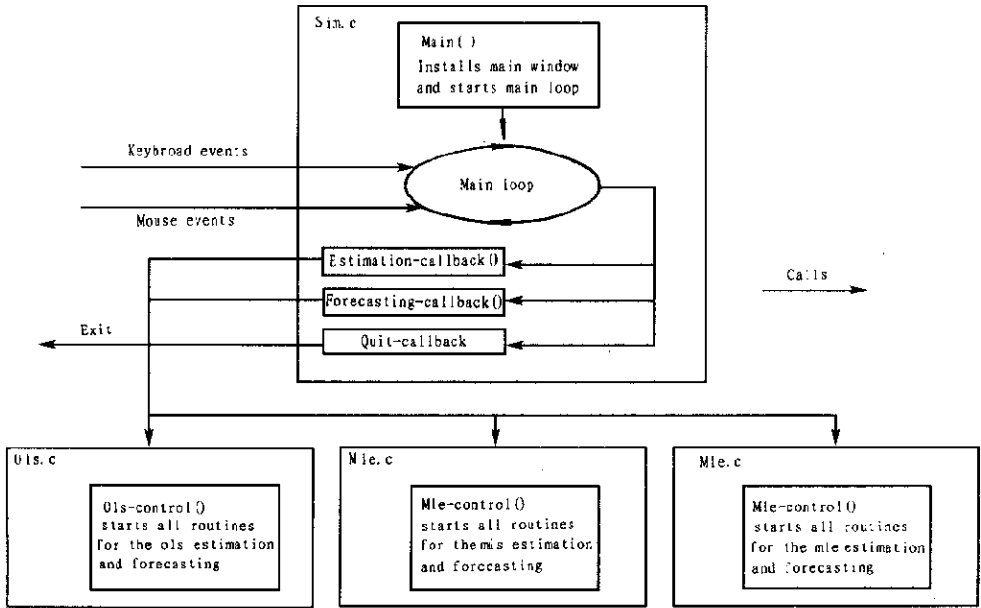 Sim.c
Main()
Installs main window
and starts main loop
Keybroad events
Main loop
Mouse events
Estimation-callback()
Calls
Forecasting-callback()
Exit
Quit-callback
Ols.c
Ols-control()
starts all routines
for the ols estimation
and forecasting
Mle.c
Mle-control()
starts all routines
for the mls estimation
and forecasting
Mle.c
Mle-control()
starts all routines
for the mle estimation
and forecasting